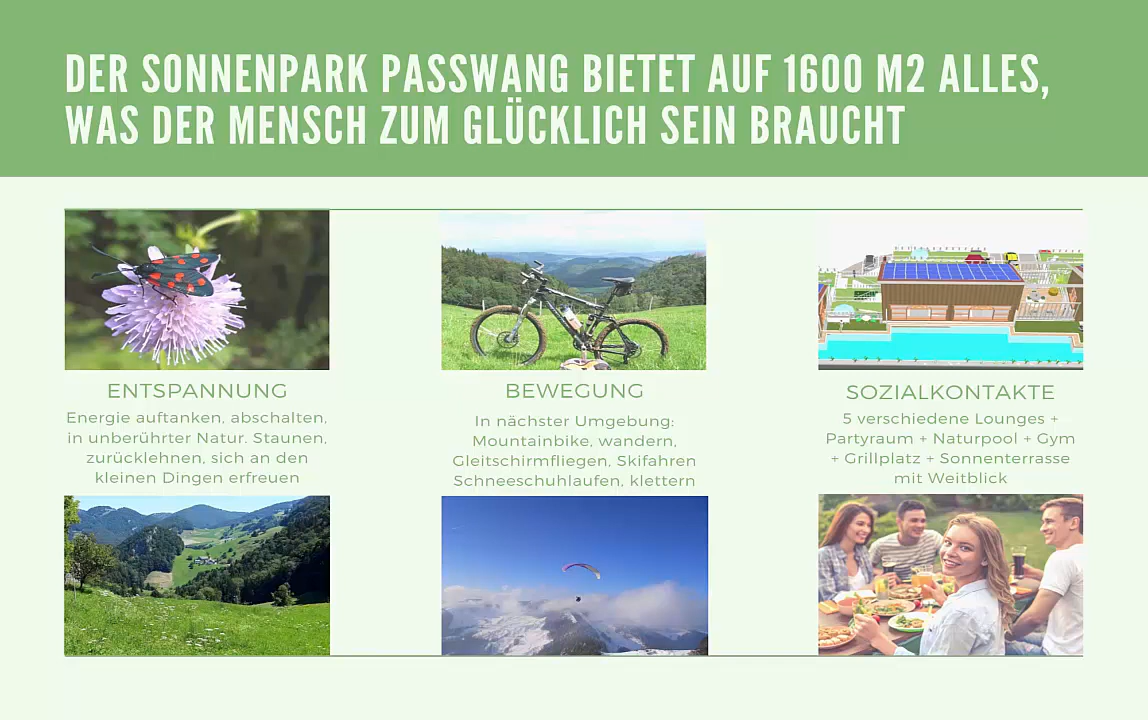 DER SONNENPARK PASSWANG BIETET AUF 1600 M2 ALLES,
WAS DER MENSCH ZUM GLÜCKLICH SEIN BRAUCHT
ENTSPANNUNG
Energie auftanken, abschalten,
in unberührter Natur. Staunen,
zurücklehnen, sich an den
kleinen Dingen erfreuen
BEWEGUNG
In nächster Umgebung:
Mountainbike, wandern,
Gleitschirmfliegen, Skifahren
Schneeschuhlaufen, klettern
SOZIALKONTAKTE
5 verschiedene Lounges +
Partyraum + Naturpool + Gym
+ Grillplatz + Sonnenterrasse
mit Weitblick